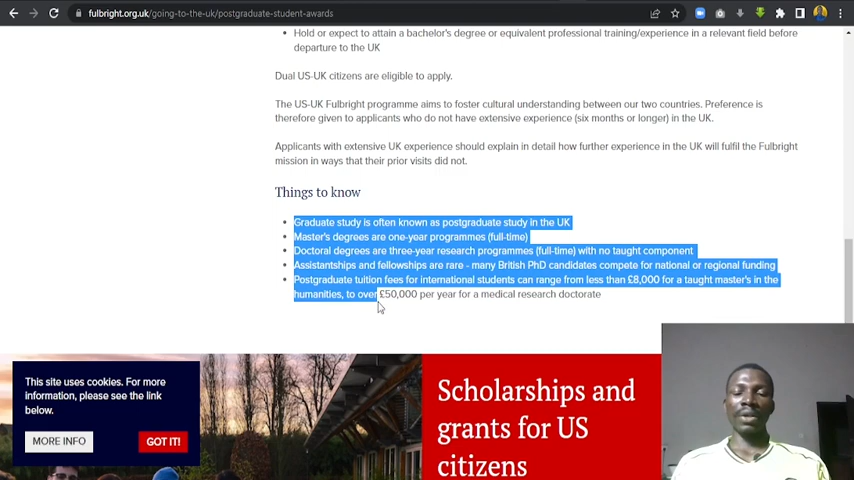 fulbright.org.uk/going-to-the-uk/postgraduate-student-awards
Hold or expect to attain a bachelor's degree or equivalent professional training/experience in a relevant field before
departure to the UK
Dual US-UK citizens are eligible to apply.
The US-UK Fulbright programme aims to foster cultural understanding between our two countries. Preference is
therefore given to applicants who do not have extensive experience (six months or longer) in the UK.
Applicants with extensive UK experience should explain in detail how further experience in the UK will fulfil the Fulbright
mission in ways that their prior visits did not.
Things to know
Graduate study is often known as postgraduate study in the UK
Master's degrees are one-year programmes (full-time)
Doctoral degrees are three-year research programmes (full-time) with no taught component
Assistantships and fellowships are rare - many British PhD candidates compete for national or regional funding
Postgraduate tuition fees for international students can range from less than £8,000 for a taught master's in the
humanities, to over £50,000 per year for a medical research doctorate
This site uses cookies. For more
information, please see the link
below.
MORE INFO
GOT IT!
Scholarships and
grants for US
citizens